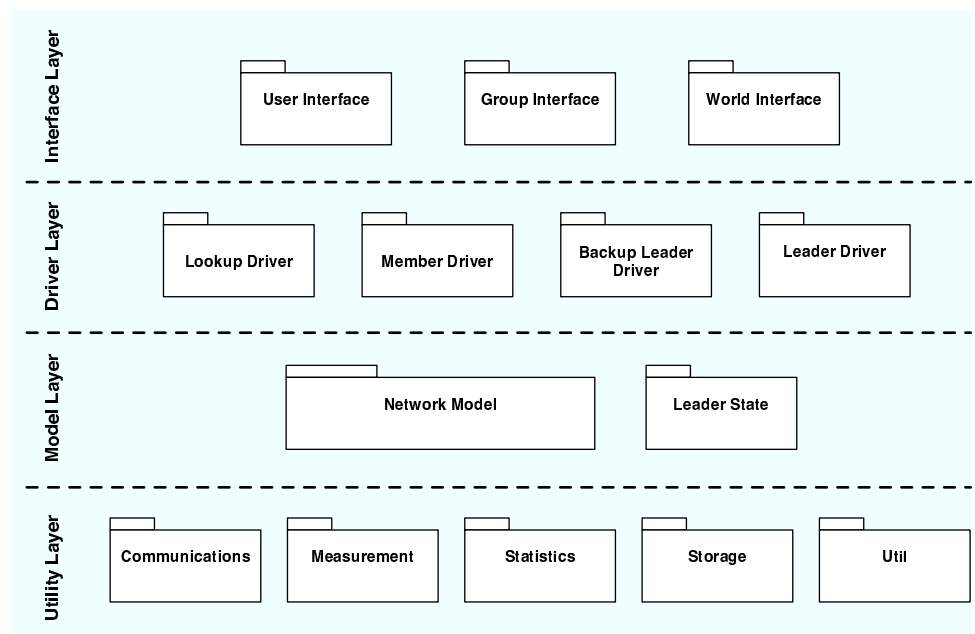 Interface Layer
User Interface
Group Interface
World Interface
Driver Layer
Lookup Driver
Member Driver
Backup Leader
Driver
Leader Driver
Model Layer
Network Model
Leader State
Utility Layer
Communications
Measurement
Statistics
Storage
Util